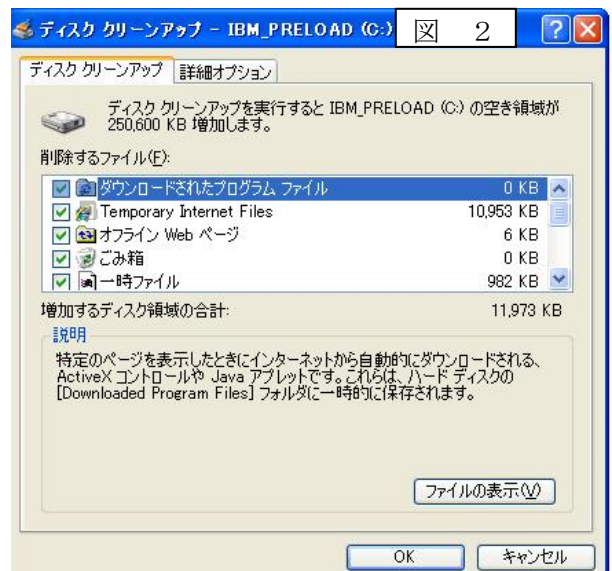 ディスク クリーンアップ - IBM_PRELOAD (C:)
図 2
ディスク クリーンアップ 詳細オプション
ディスク クリーンアップを実行すると IBM_PRELOAD (C:) の空き領域が
250,600 KB 増加します。
削除するファイル(F):
ダウンロードされたプログラム ファイル 0 KB
Temporary Internet Files 10,953 KB
オフライン Web ページ 6 KB
ごみ箱 0 KB
一時ファイル 982 KB
増加するディスク領域の合計: 11,973 KB
説明
特定のページを表示したときにインターネットから自動的にダウンロードされる、
ActiveX コントロールや Java アプレットです。これらは、ハード ディスクの
[Downloaded Program Files] フォルダに一時的に保存されます。
ファイルの表示(V)
OK キャンセル